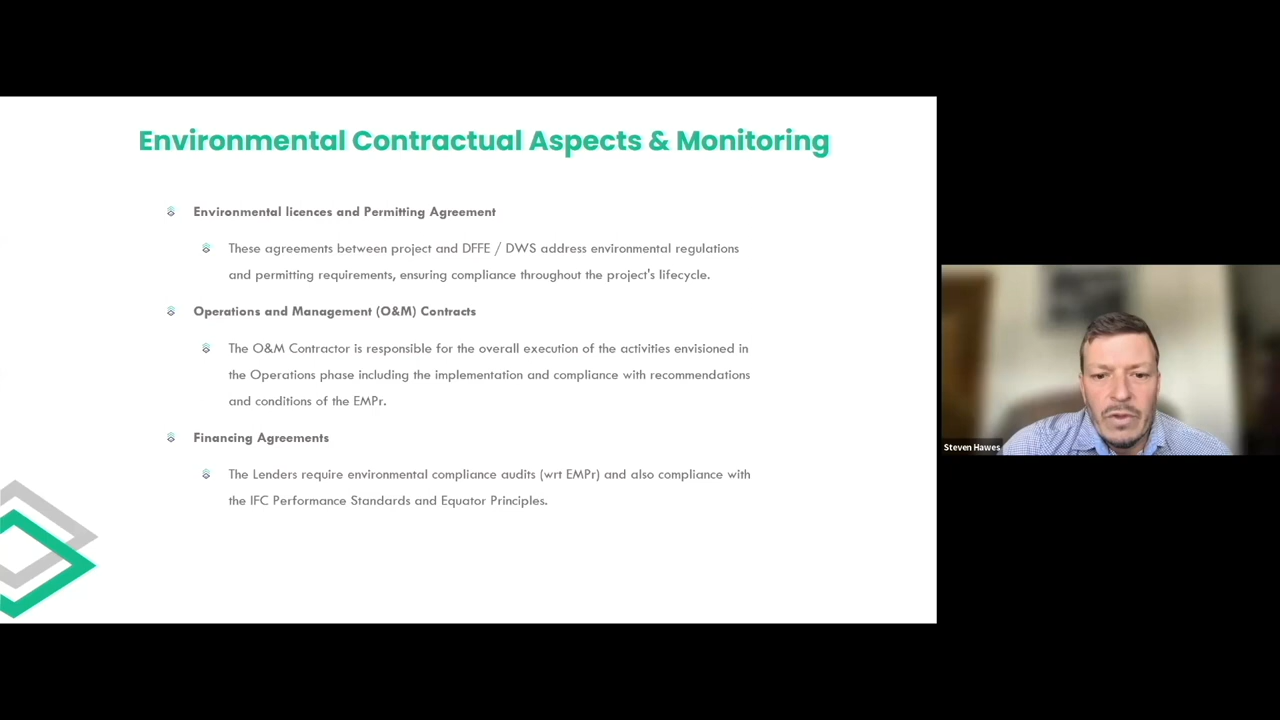 Environmental Contractual Aspects & Monitoring
Environmental licences and Permitting Agreement
These agreements between project and DFFE / DWS address environmental regulations
and permitting requirements, ensuring compliance throughout the project's lifecycle.
Operations and Management (O&M) Contracts
The O&M Contractor is responsible for the overall execution of the activities envisioned in
the Operations phase including the implementation and compliance with recommendations
and conditions of the EMPr.
Financing Agreements
The Lenders require environmental compliance audits (wrt EMPr) and also compliance with
the IFC Performance Standards and Equator Principles.
Steven Hawes